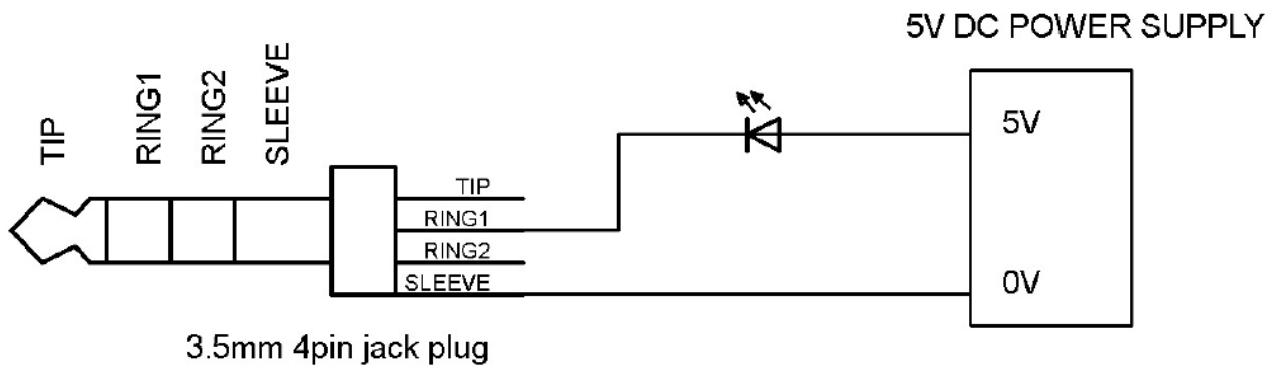 5V DC POWER SUPPLY
TIP
RING1
RING2
SLEEVE
5V
TIP
RING1
RING2
SLEEVE
0V
3.5mm 4pin jack plug